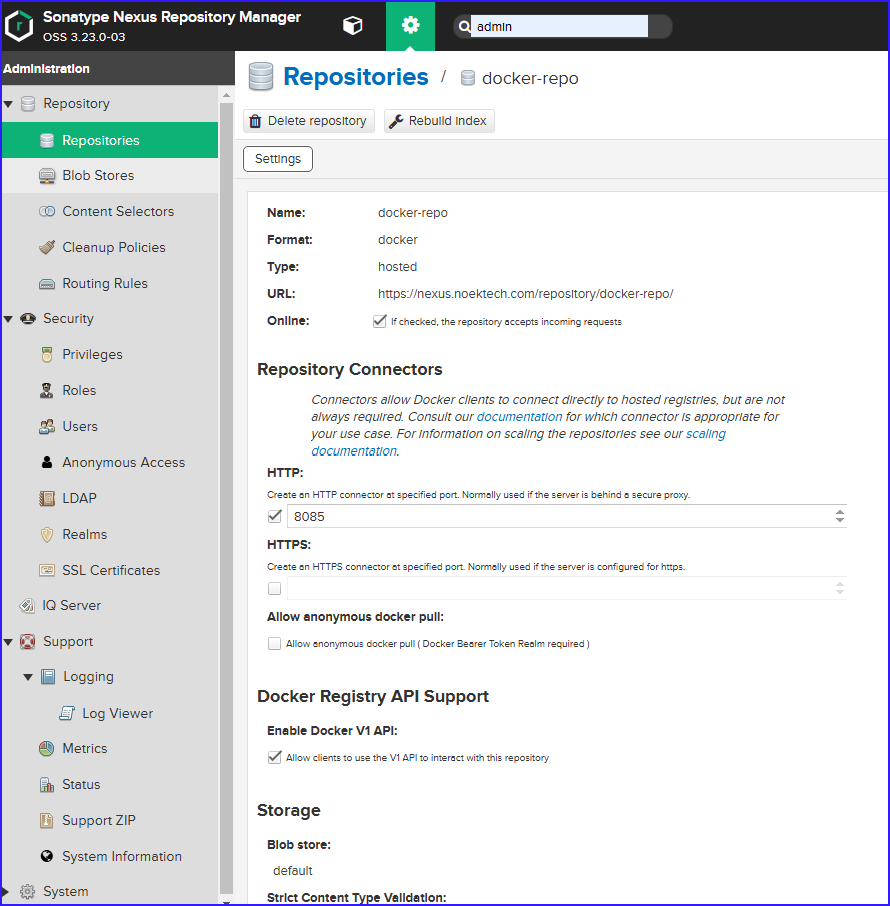 Sonatype Nexus Repository Manager
OSS 3.23.0-03
admin
Administration
Repository
Repositories
Blob Stores
Content Selectors
Cleanup Policies
Routing Rules
Security
Privileges
Roles
Users
Anonymous Access
LDAP
Realms
SSL Certificates
IQ Server
Support
Logging
Log Viewer
Metrics
Status
Support ZIP
System Information
System
Repositories / docker-repo
Delete repository Rebuild index
Settings
Name: docker-repo
Format: docker
Type: hosted
URL: https://nexus.noektech.com/repository/docker-repo/
Online: If checked, the repository accepts incoming requests
Repository Connectors
Connectors allow Docker clients to connect directly to hosted registries, but are not
always required. Consult our documentation for which connector is appropriate for
your use case. For information on scaling the repositories see our scaling
documentation.
HTTP:
Create an HTTP connector at specified port. Normally used if the server is behind a secure proxy.
8085
HTTPS:
Create an HTTPS connector at specified port. Normally used if the server is configured for https.
Allow anonymous docker pull:
Allow anonymous docker pull ( Docker Bearer Token Realm required )
Docker Registry API Support
Enable Docker V1 API:
Allow clients to use the V1 API to interact with this repository
Storage
Blob store:
default
Strict Content Type Validation: